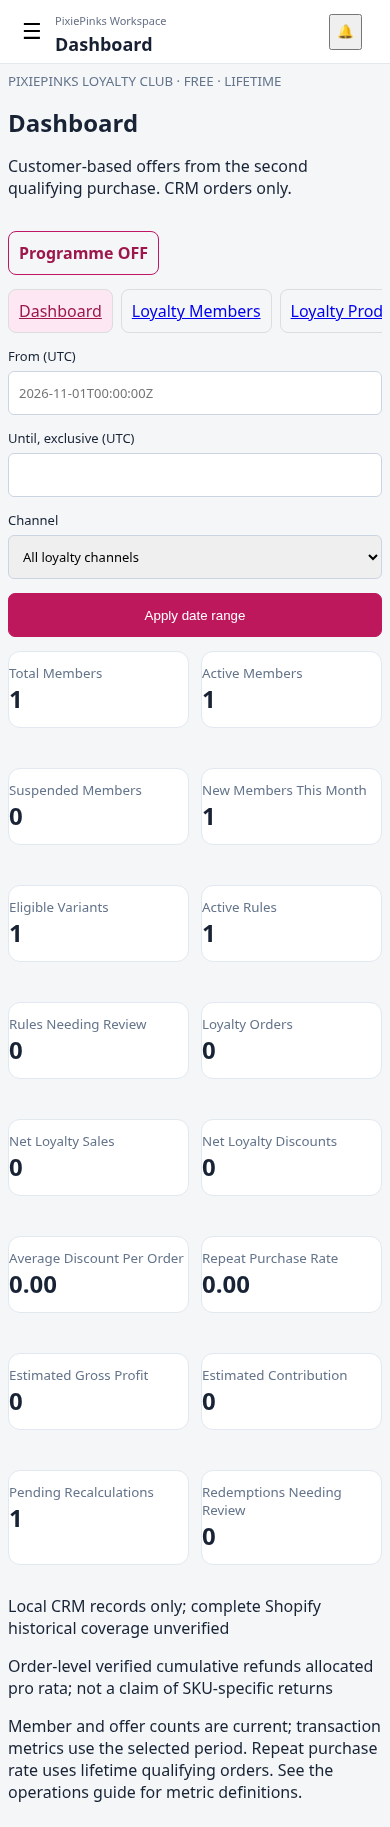 ☰
PixiePinks Workspace
Dashboard
🔔
PIXIEPINKS LOYALTY CLUB · FREE · LIFETIME
Dashboard
Customer-based offers from the second
qualifying purchase. CRM orders only.
Programme OFF
Dashboard
Loyalty Members
Loyalty Prod
From (UTC)
2026-11-01T00:00:00Z
Until, exclusive (UTC)
Channel
All loyalty channels
Apply date range
Total Members
1
Active Members
1
Suspended Members
0
New Members This Month
1
Eligible Variants
1
Active Rules
1
Rules Needing Review
0
Loyalty Orders
0
Net Loyalty Sales
0
Net Loyalty Discounts
0
Average Discount Per Order
0.00
Repeat Purchase Rate
0.00
Estimated Gross Profit
0
Estimated Contribution
0
Pending Recalculations
1
Redemptions Needing
Review
0
Local CRM records only; complete Shopify
historical coverage unverified
Order-level verified cumulative refunds allocated
pro rata; not a claim of SKU-specific returns
Member and offer counts are current; transaction
metrics use the selected period. Repeat purchase
rate uses lifetime qualifying orders. See the
operations guide for metric definitions.